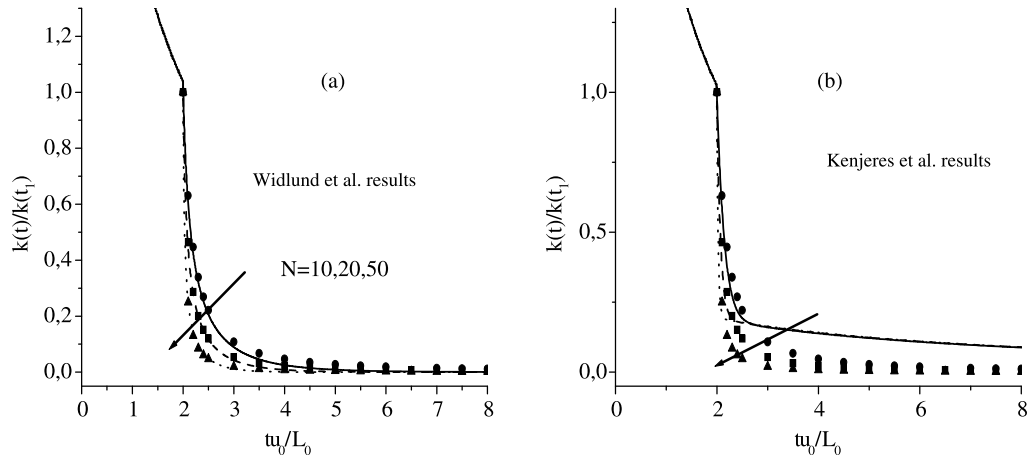 (a)
Widlund et al. results
N=10,20,50
k(t)/k(t₁)
1,2
1,0
0,8
0,6
0,4
0,2
0,0
0 1 2 3 4 5 6 7 8
tu₀/L₀
(b)
Kenjeres et al. results
k(t)/k(t₁)
1,0
0,5
0,0
0 2 4 6 8
tu₀/L₀